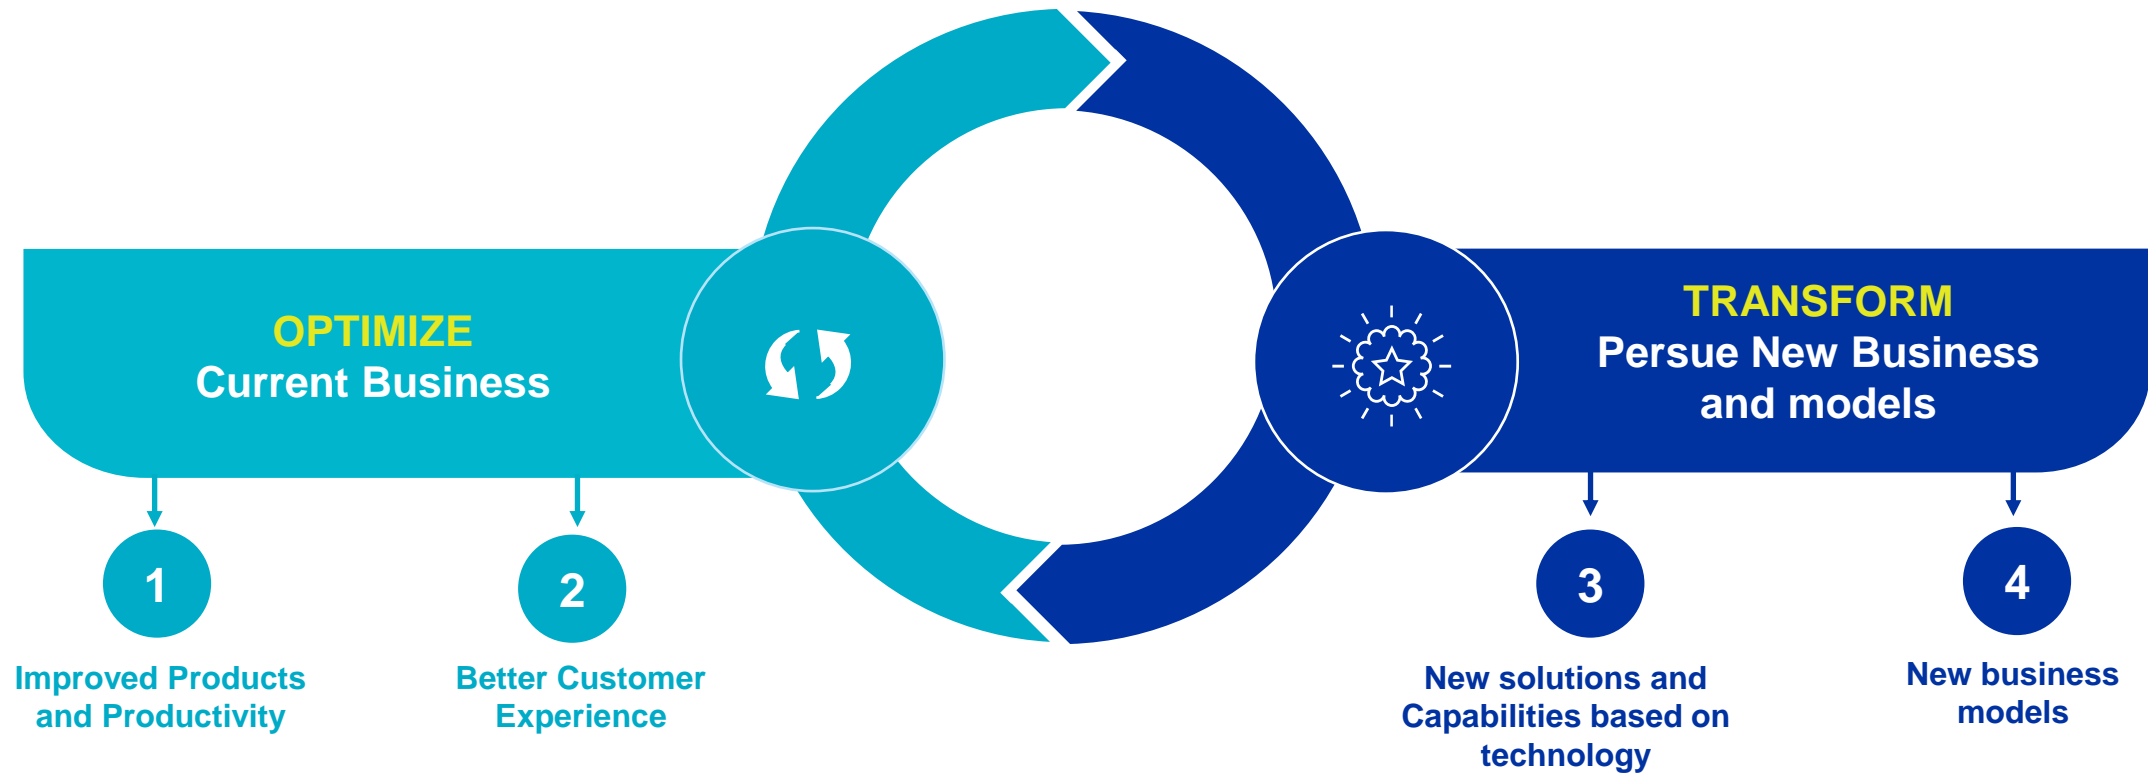 OPTIMIZE
Current Business
TRANSFORM
Persue New Business
and models
1
Improved Products
and Productivity
2
Better Customer
Experience
3
New solutions and
Capabilities based on
technology
4
New business
models